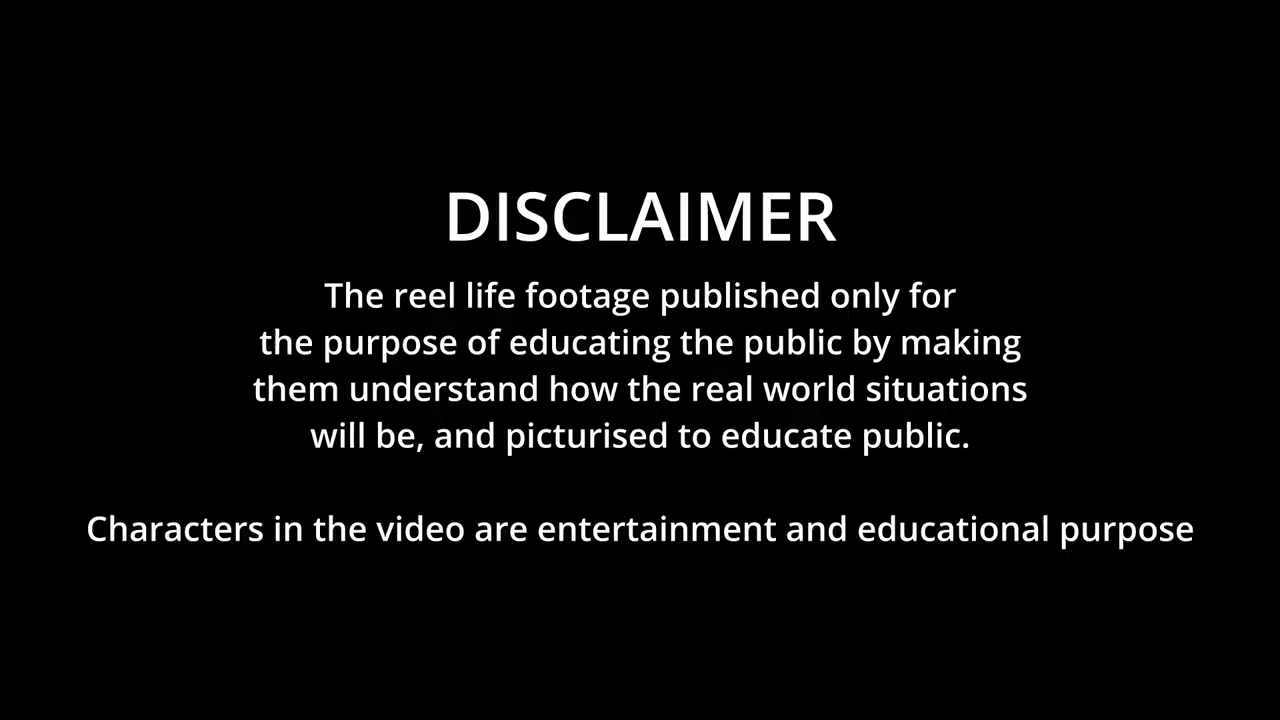 DISCLAIMER
The reel life footage published only for
the purpose of educating the public by making
them understand how the real world situations
will be, and picturised to educate public.
Characters in the video are entertainment and educational purpose